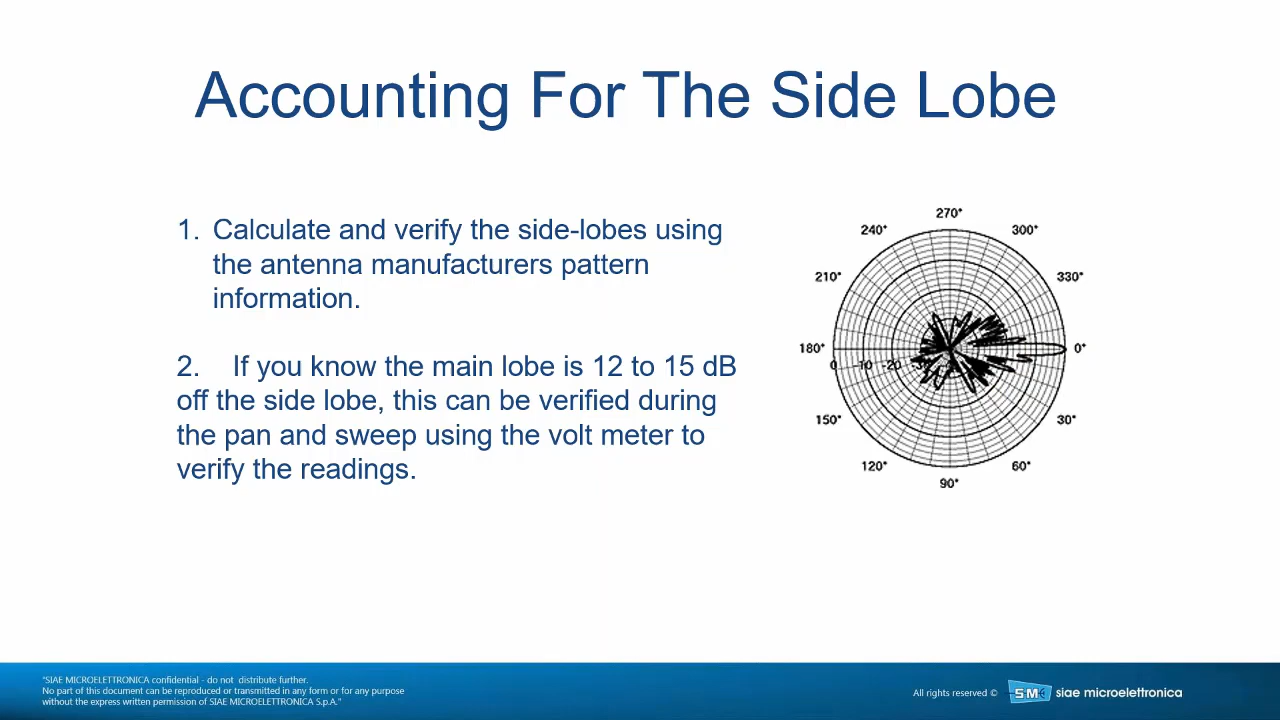 Accounting For The Side Lobe
1. Calculate and verify the side-lobes using
the antenna manufacturers pattern
information.
2. If you know the main lobe is 12 to 15 dB
off the side lobe, this can be verified during
the pan and sweep using the volt meter to
verify the readings.
270°
240°
300°
210°
330°
180°
0°
0
-10
-20
150°
30°
120°
60°
90°
"SIAE MICROELETTRONICA confidential - do not distribute further.
No part of this document can be reproduced or transmitted in any form or for any purpose
without the express written permission of SIAE MICROELETTRONICA S.p.A."
All rights reserved ©
SM
siae microelettronica